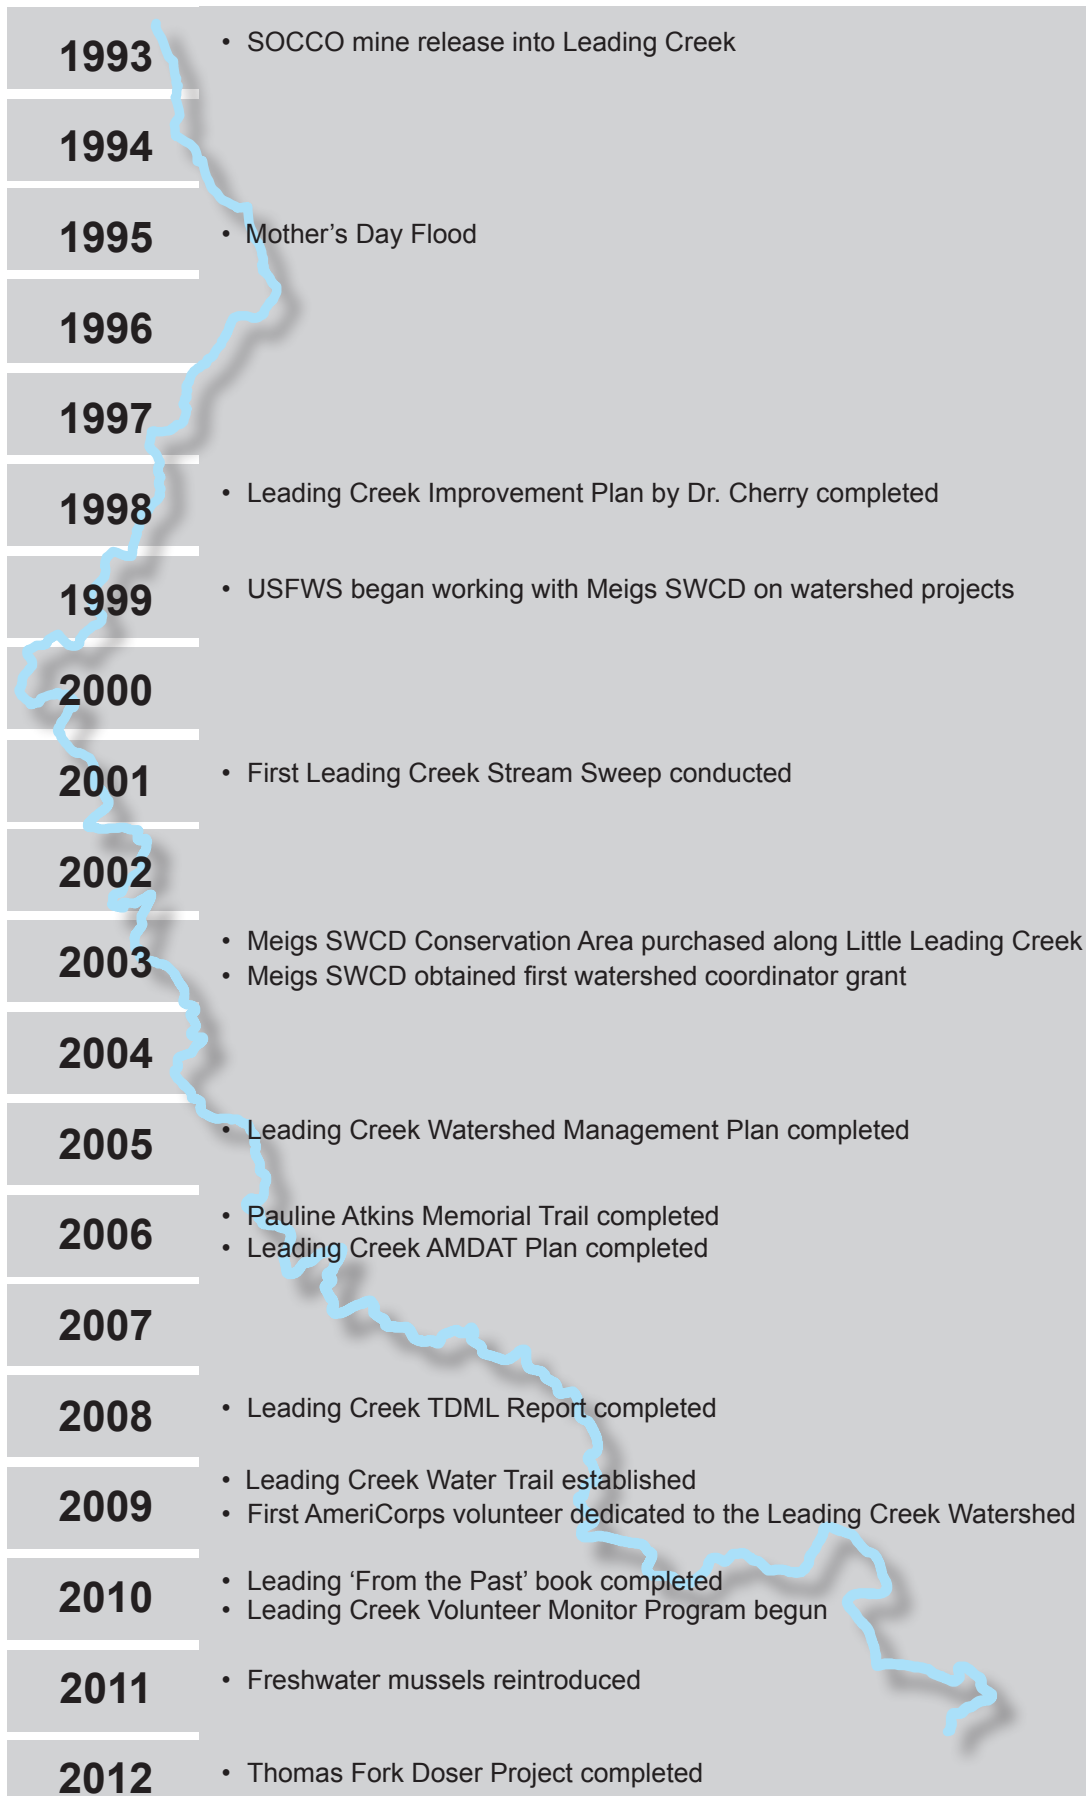 1993
• SOCCO mine release into Leading Creek
1994
1995
• Mother’s Day Flood
1996
1997
1998
• Leading Creek Improvement Plan by Dr. Cherry completed
1999
• USFWS began working with Meigs SWCD on watershed projects
2000
2001
• First Leading Creek Stream Sweep conducted
2002
2003
• Meigs SWCD Conservation Area purchased along Little Leading Creek
• Meigs SWCD obtained first watershed coordinator grant
2004
2005
• Leading Creek Watershed Management Plan completed
2006
• Pauline Atkins Memorial Trail completed
• Leading Creek AMDAT Plan completed
2007
2008
• Leading Creek TDML Report completed
2009
• Leading Creek Water Trail established
• First AmeriCorps volunteer dedicated to the Leading Creek Watershed
2010
• Leading ‘From the Past’ book completed
• Leading Creek Volunteer Monitor Program begun
2011
• Freshwater mussels reintroduced
2012
• Thomas Fork Doser Project completed